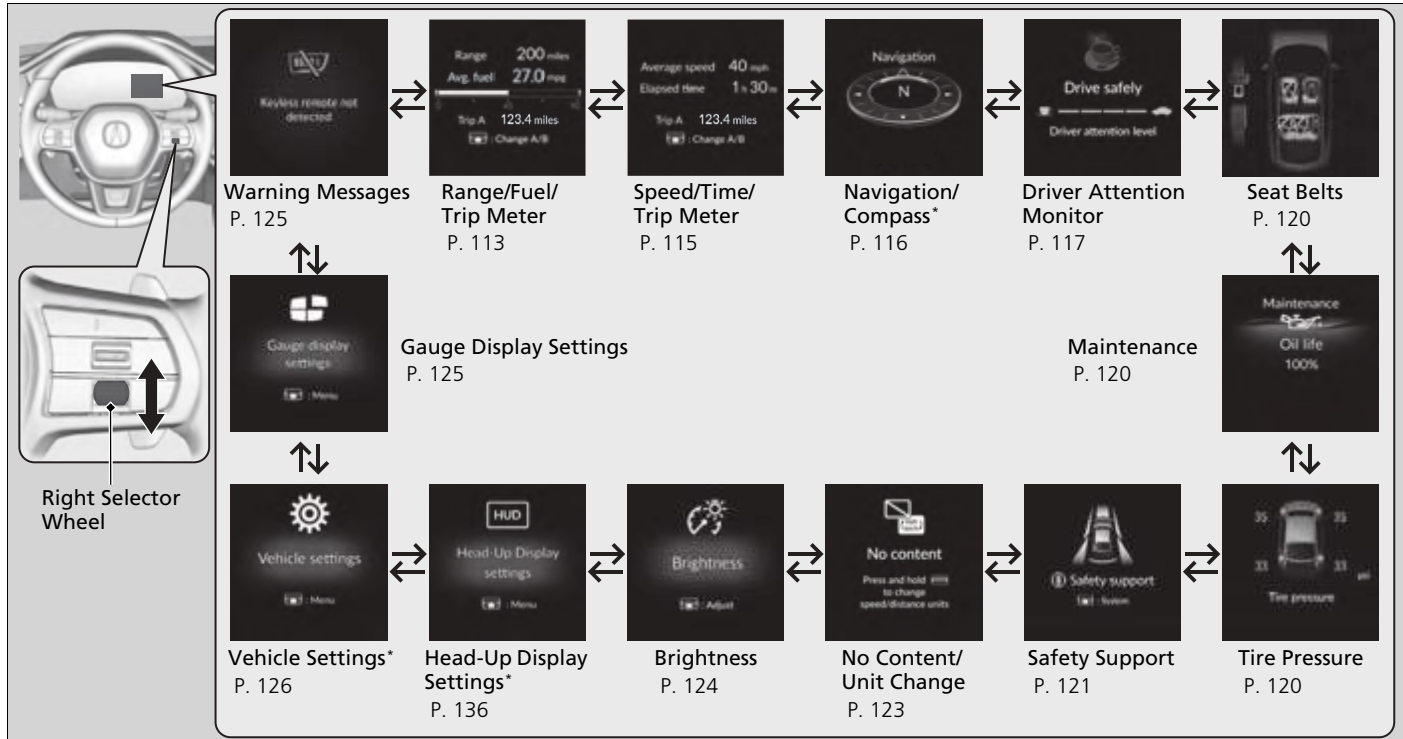 Keyless remote not
detected
Warning Messages
P. 125
Range 200 miles
Avg. fuel 27.0 mpg
Trip A 123.4 miles
: Change A/B
Range/Fuel/
Trip Meter
P. 113
Average speed 40 mph
Elapsed time 1 h 30 m
Trip A 123.4 miles
: Change A/B
Speed/Time/
Trip Meter
P. 115
Navigation
N
Navigation/
Compass*
P. 116
Drive safely
Driver attention level
Driver Attention
Monitor
P. 117
Seat Belts
P. 120
Gauge display
settings
: Menu
Gauge Display Settings
P. 125
Maintenance
P. 120
Maintenance
Oil life
100%
Right Selector
Wheel
Vehicle settings
: Menu
Vehicle Settings*
P. 126
HUD
Head-Up Display
settings
: Menu
Head-Up Display
Settings*
P. 136
Brightness
: Adjust
Brightness
P. 124
No content
Press and hold
to change
speed/distance units
No Content/
Unit Change
P. 123
Safety support
: System
Safety Support
P. 121
35 35
33 33 psi
Tire pressure
Tire Pressure
P. 120